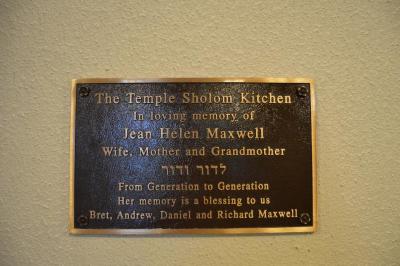 The Temple Sholom Kitchen
In loving memory of
Jean Helen Maxwell
Wife, Mother and Grandmother
לדור ודור
From Generation to Generation
Her memory is a blessing to us
Bret, Andrew, Daniel and Richard Maxwell